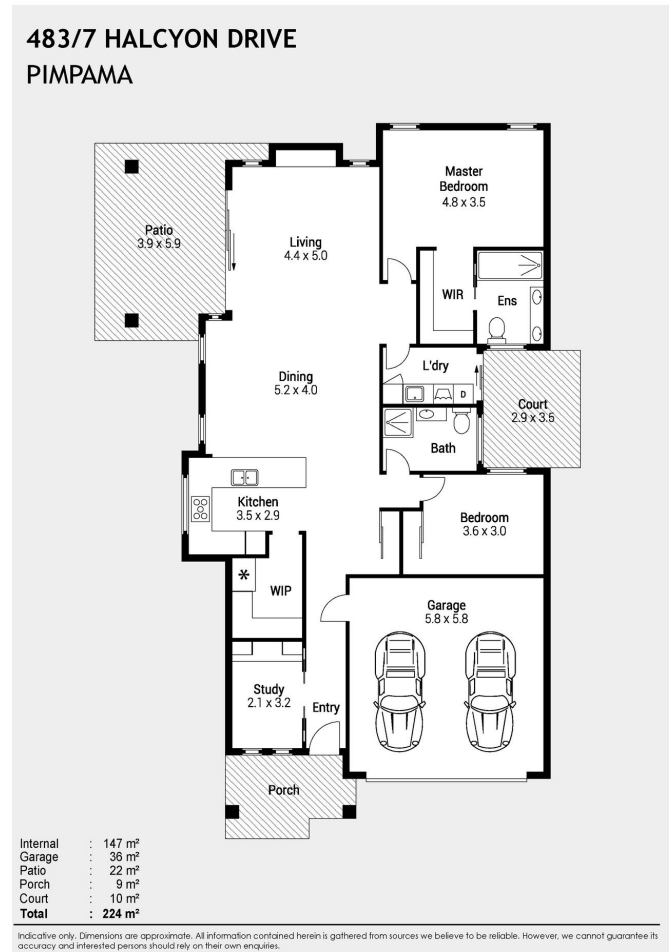 483/7 HALCYON DRIVE
PIMPAMA
Master
Bedroom
4.8 x 3.5
Patio
3.9 x 5.9
Living
4.4 x 5.0
WIR
Ens
L'dry
D
Dining
5.2 x 4.0
Court
2.9 x 3.5
Bath
Kitchen
3.5 x 2.9
Bedroom
3.6 x 3.0
*
WIP
Garage
5.8 x 5.8
Study
2.1 x 3.2
Entry
Porch
Internal : 147 m²
Garage : 36 m²
Patio : 22 m²
Porch : 9 m²
Court : 10 m²
Total : 224 m²
Indicative only. Dimensions are approximate. All information contained herein is gathered from sources we believe to be reliable. However, we cannot guarantee its
accuracy and interested persons should rely on their own enquiries.